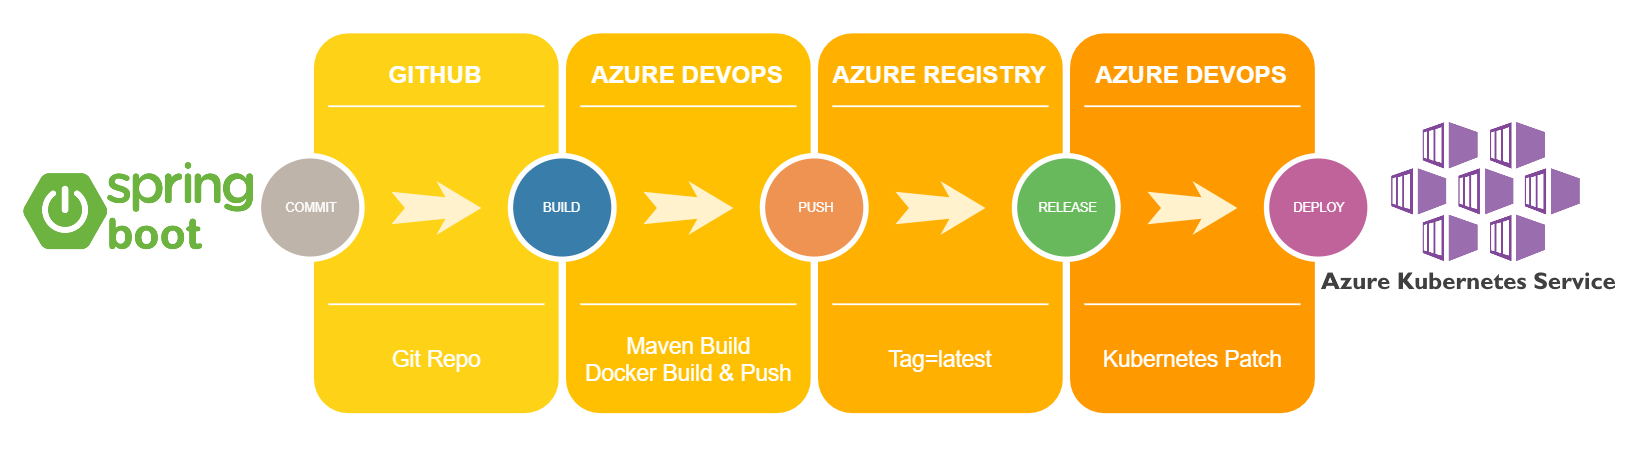 GITHUB
AZURE DEVOPS
AZURE REGISTRY
AZURE DEVOPS
spring
boot
COMMIT
BUILD
PUSH
RELEASE
DEPLOY
Azure Kubernetes Service
Git Repo
Maven Build
Docker Build & Push
Tag=latest
Kubernetes Patch